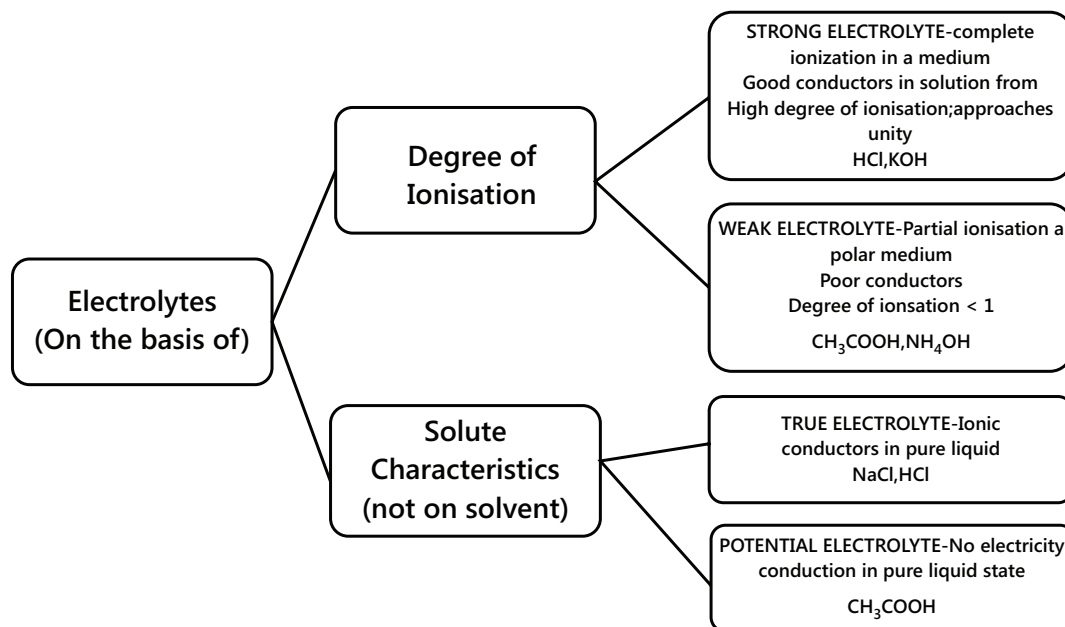 Electrolytes
(On the basis of)
Degree of
Ionisation
STRONG ELECTROLYTE-complete
ionization in a medium
Good conductors in solution from
High degree of ionisation;approaches
unity
HCl,KOH
WEAK ELECTROLYTE-Partial ionisation a
polar medium
Poor conductors
Degree of ionsation < 1
CH₃COOH,NH₄OH
Solute
Characteristics
(not on solvent)
TRUE ELECTROLYTE-Ionic
conductors in pure liquid
NaCl,HCl
POTENTIAL ELECTROLYTE-No electricity
conduction in pure liquid state
CH₃COOH